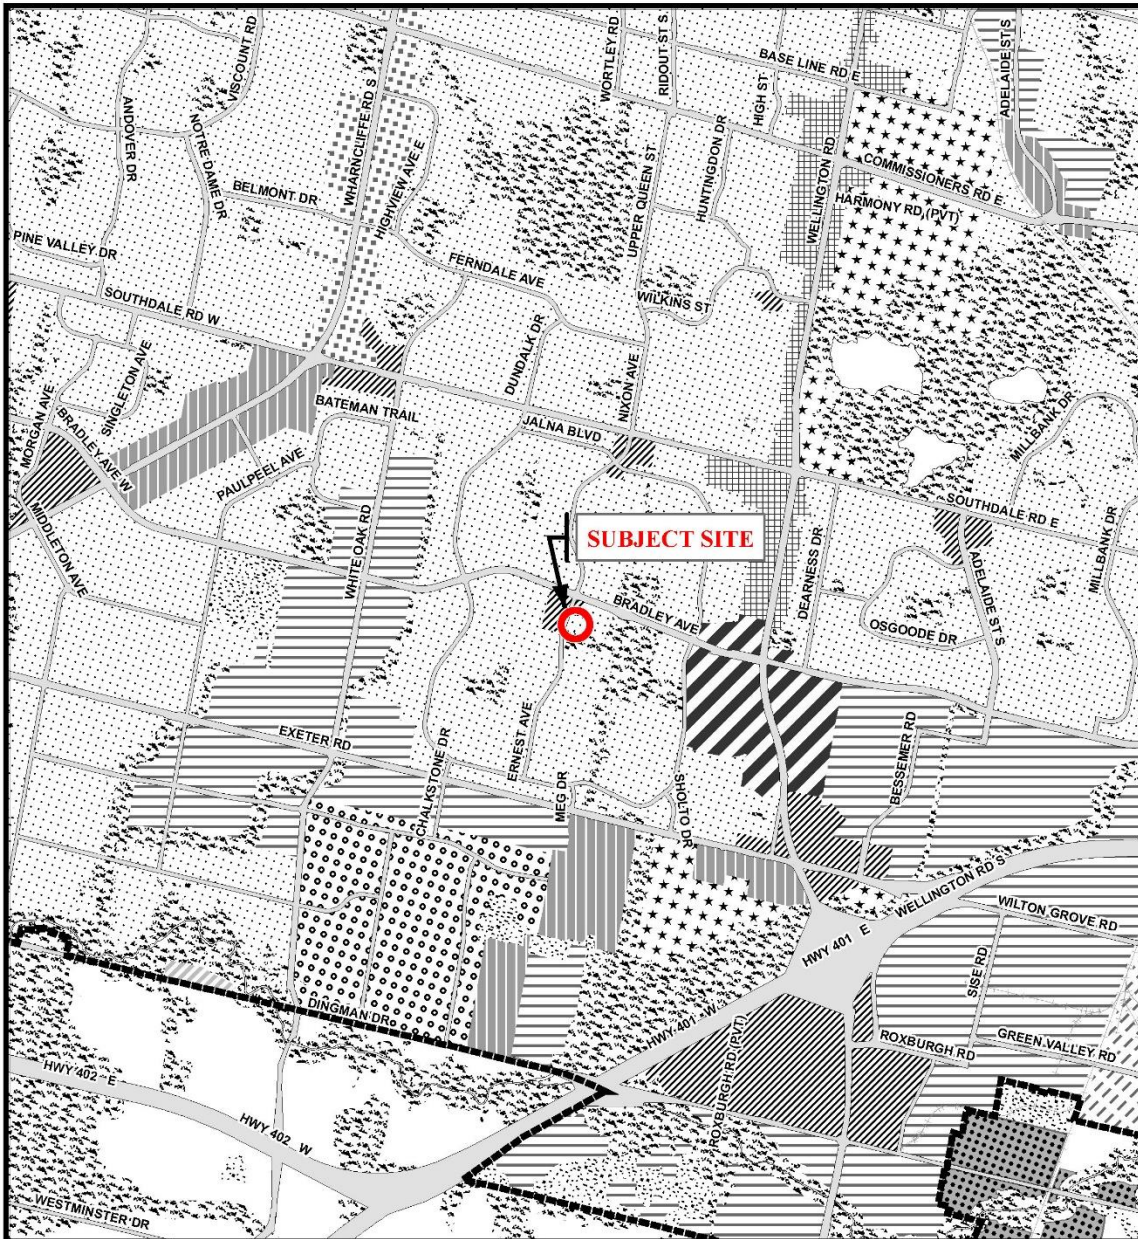 VISCOUNT RD
ANDOVER DR
NOTRE DAME DR
WHARNCLIFFE RD S
HIGHVIEW AVE E
BELMONT DR
PINE VALLEY DR
SOUTHDALE RD W
FERNDALE AVE
DUNDALK DR
WORTLEY RD
RIDOUT ST S
HIGH ST
BASE LINE RD E
ADELAIDE ST S
UPPER QUEEN ST
HUNTINGDON DR
WELLINGTON RD
COMMISSIONERS RD E
HARMONY RD (PVT)
WILKINS ST
NIXON AVE
SINGLETON AVE
MORGAN AVE
BRADLEY AVE W
BATEMAN TRAIL
JALNA BLVD
PAULPEEL AVE
MIDDLETON AVE
WHITE OAK RD
SUBJECT SITE
BRADLEY AVE
DEARNESS DR
MILLBANK DR
SOUTHDALE RD E
ADELAIDE ST S
MILLBANK DR
OSGOODE DR
EXETER RD
CHALKSTONE DR
ERNEST AVE
MEG DR
SHOLTO DR
BESSEMER RD
WELLINGTON RD S
WILTON GROVE RD
HWY 401 E
SISE RD
DINGMAN DR
HWY 401 W
ROXBURGH RD (PVT)
ROXBURGH RD
GREEN VALLEY RD
HWY 402 E
HWY 402 W
WESTMINSTER DR